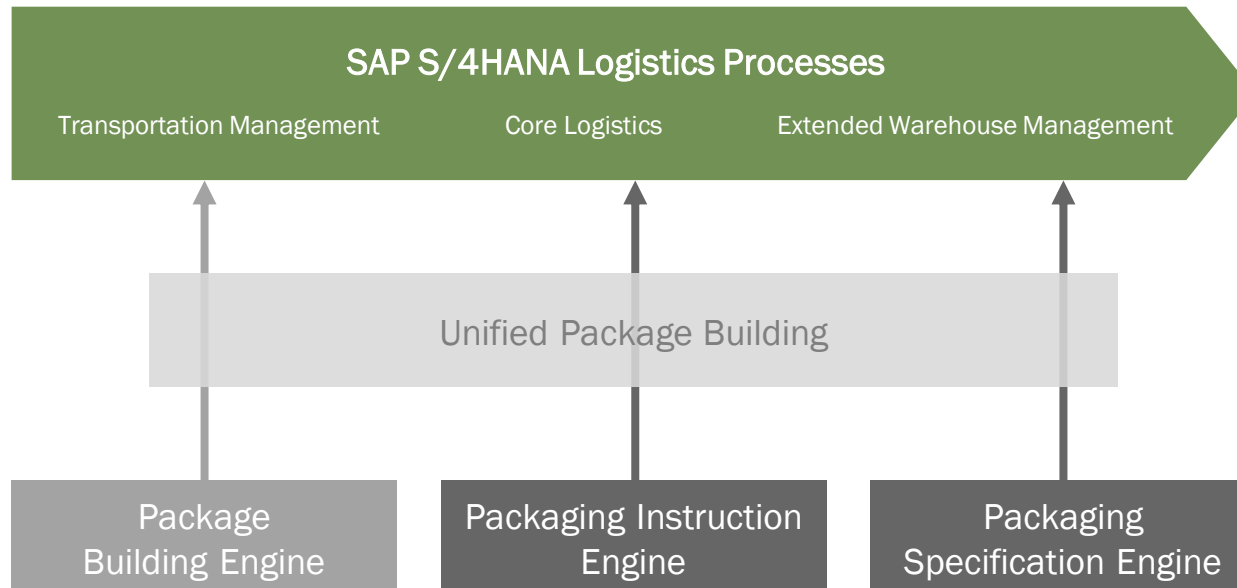 SAP S/4HANA Logistics Processes
Transportation Management
Core Logistics
Extended Warehouse Management
Unified Package Building
Package
Building Engine
Packaging Instruction
Engine
Packaging
Specification Engine